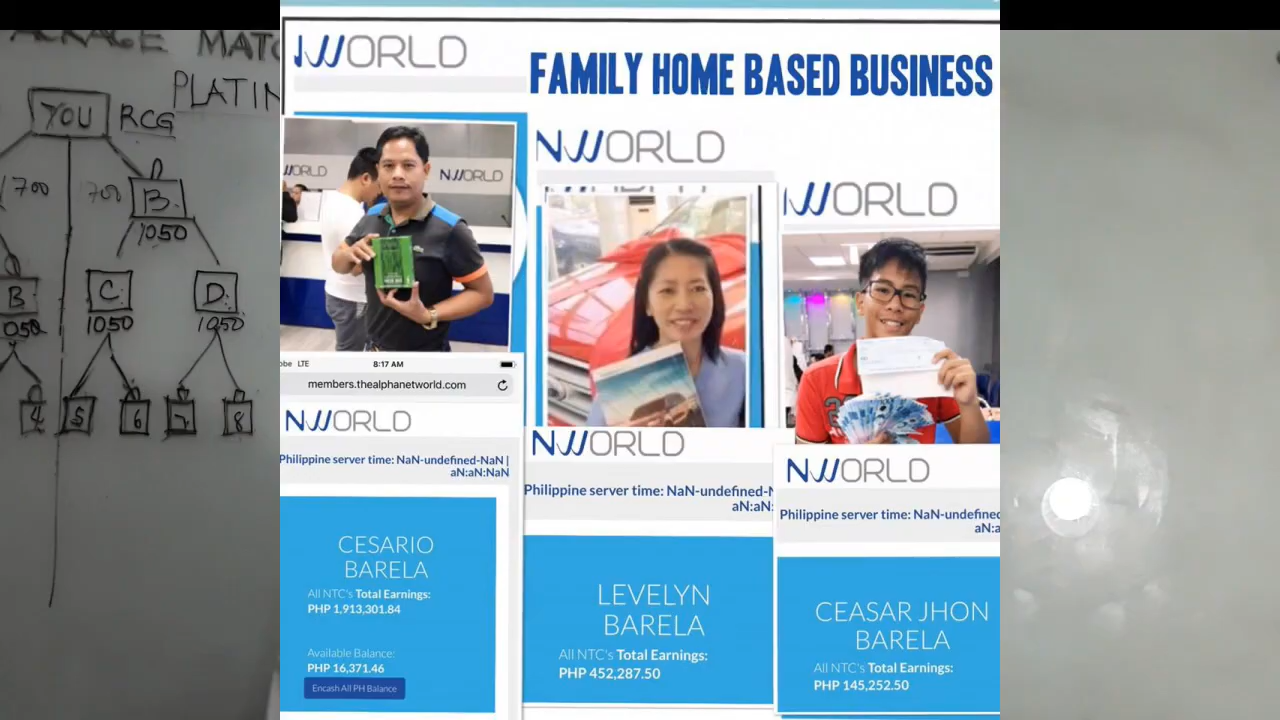 PACKAGE MATC
PLATIN
YOU
RCG
700
700
B
1050
B
C
D
1050
1050
1050
4
5
6
7
8
NWORLD
FAMILY HOME BASED BUSINESS
NWORLD
NWORLD
NWORLD
LTE
8:17 AM
members.thealphanetworld.com
NWORLD
Philippine server time: NaN-undefined-NaN |
aN:aN:NaN
CESARIO
BARELA
All NTC's Total Earnings:
PHP 1,913,301.84
Available Balance:
PHP 16,371.46
Encash All PH Balance
NWORLD
Philippine server time: NaN-undefined-N
aN:aN:
LEVELYN
BARELA
All NTC's Total Earnings:
PHP 452,287.50
NWORLD
Philippine server time: NaN-undefined
aN:a
CEASAR JHON
BARELA
All NTC's Total Earnings:
PHP 145,252.50